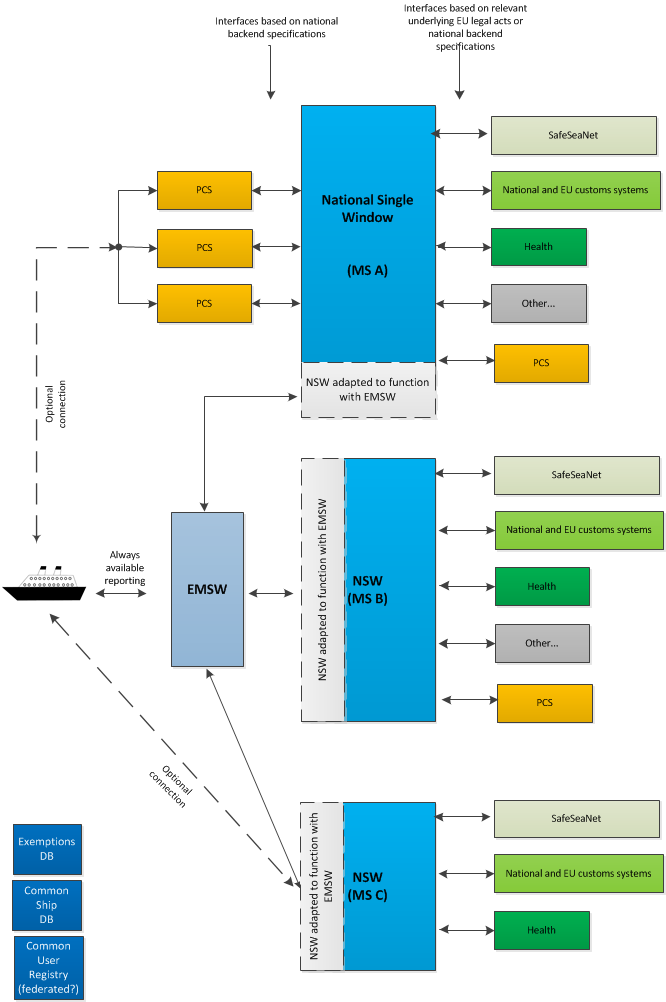 Interfaces based on national
backend specifications
Interfaces based on relevant
underlying EU legal acts or
national backend
specifications
PCS
PCS
PCS
National Single
Window
(MS A)
NSW adapted to function
with EMSW
SafeSeaNet
National and EU customs systems
Health
Other...
PCS
Optional
connection
Always
available
reporting
EMSW
NSW adapted to function with EMSW
NSW
(MS B)
SafeSeaNet
National and EU customs systems
Health
Other...
PCS
Optional
connection
NSW adapted to function with
EMSW
NSW
(MS C)
SafeSeaNet
National and EU customs systems
Health
Exemptions
DB
Common
Ship
DB
Common
User
Registry
(federated?)